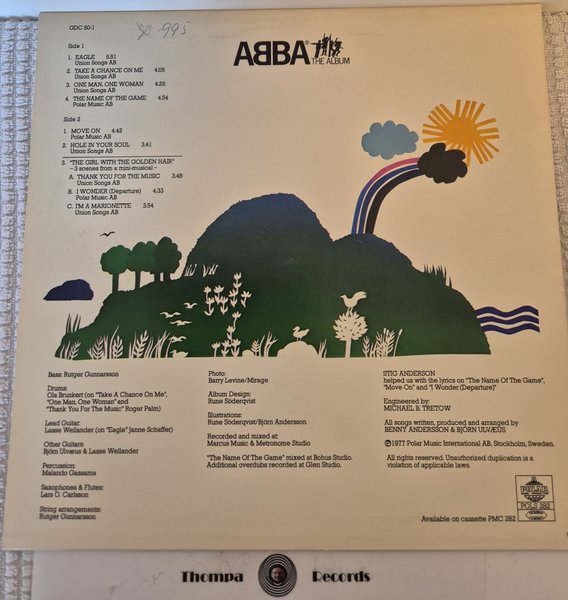 GDC 50-1
XI-995
ABBA®
THE ALBUM
Side 1
1. EAGLE 5.51
Union Songs AB
2. TAKE A CHANCE ON ME 4.05
Union Songs AB
3. ONE MAN, ONE WOMAN 4.25
Union Songs AB
4. THE NAME OF THE GAME 4.54
Polar Music AB
Side 2
1. MOVE ON 4.42
Polar Music AB
2. HOLE IN YOUR SOUL 3.41
Union Songs AB
3. "THE GIRL WITH THE GOLDEN HAIR"
– 3 scenes from a mini-musical –
A. THANK YOU FOR THE MUSIC 3.48
Union Songs AB
B. I WONDER (Departure) 4.33
Polar Music AB
C. I'M A MARIONETTE 3.54
Union Songs AB
Bass: Rutger Gunnarsson
Drums:
Ola Brunkert (on "Take A Chance On Me",
"One Man, One Woman" and
"Thank You For The Music" Roger Palm)
Lead Guitar:
Lasse Wellander (on "Eagle" Janne Schaffer)
Other Guitars:
Björn Ulvæus & Lasse Wellander
Percussion:
Malando Gassama
Saxophones & Flutes:
Lars O. Carlsson
String arrangements:
Rutger Gunnarsson
Photo:
Barry Levine/Mirage
Album Design:
Rune Söderqvist
Illustrations:
Rune Söderqvist/Björn Andersson
Recorded and mixed at
Marcus Music & Metronome Studio
"The Name Of The Game" mixed at Bohus Studio.
Additional overdubs recorded at Glen Studio.
STIG ANDERSON
helped us with the lyrics on "The Name Of The Game",
"Move On" and "I Wonder (Departure)"
Engineered by:
MICHAEL B. TRETOW
All songs written, produced and arranged by
BENNY ANDERSSON & BJÖRN ULVÆUS
Ⓟ1977 Polar Music International AB, Stockholm, Sweden.
All rights reserved. Unauthorized duplication is a
violation of applicable laws.
POLAR
POLS 282
Available on cassette PMC 282
Thompa Records